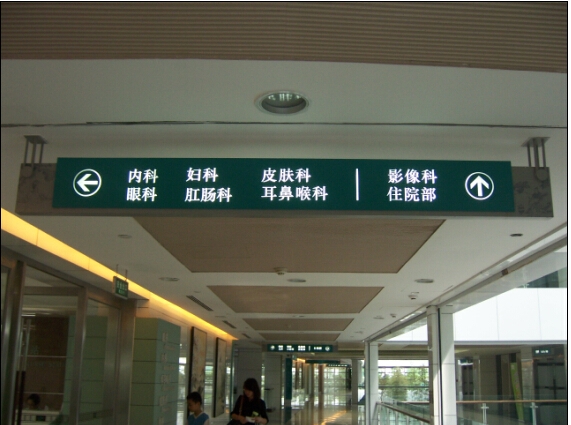 内科 妇科 皮肤科 影像科
眼科 肛肠科 耳鼻喉科 住院部